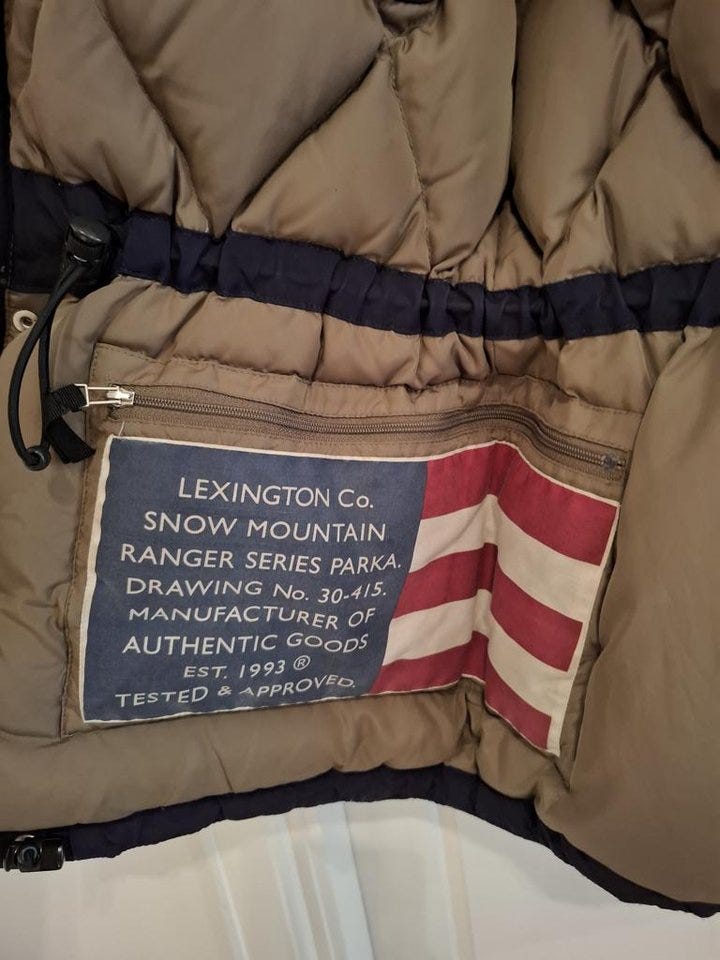 LEXINGTON Co.
SNOW MOUNTAIN
RANGER SERIES PARKA.
DRAWING No. 30-415.
MANUFACTURER OF
AUTHENTIC GOODS
EST. 1993 ®
TESTED & APPROVED.